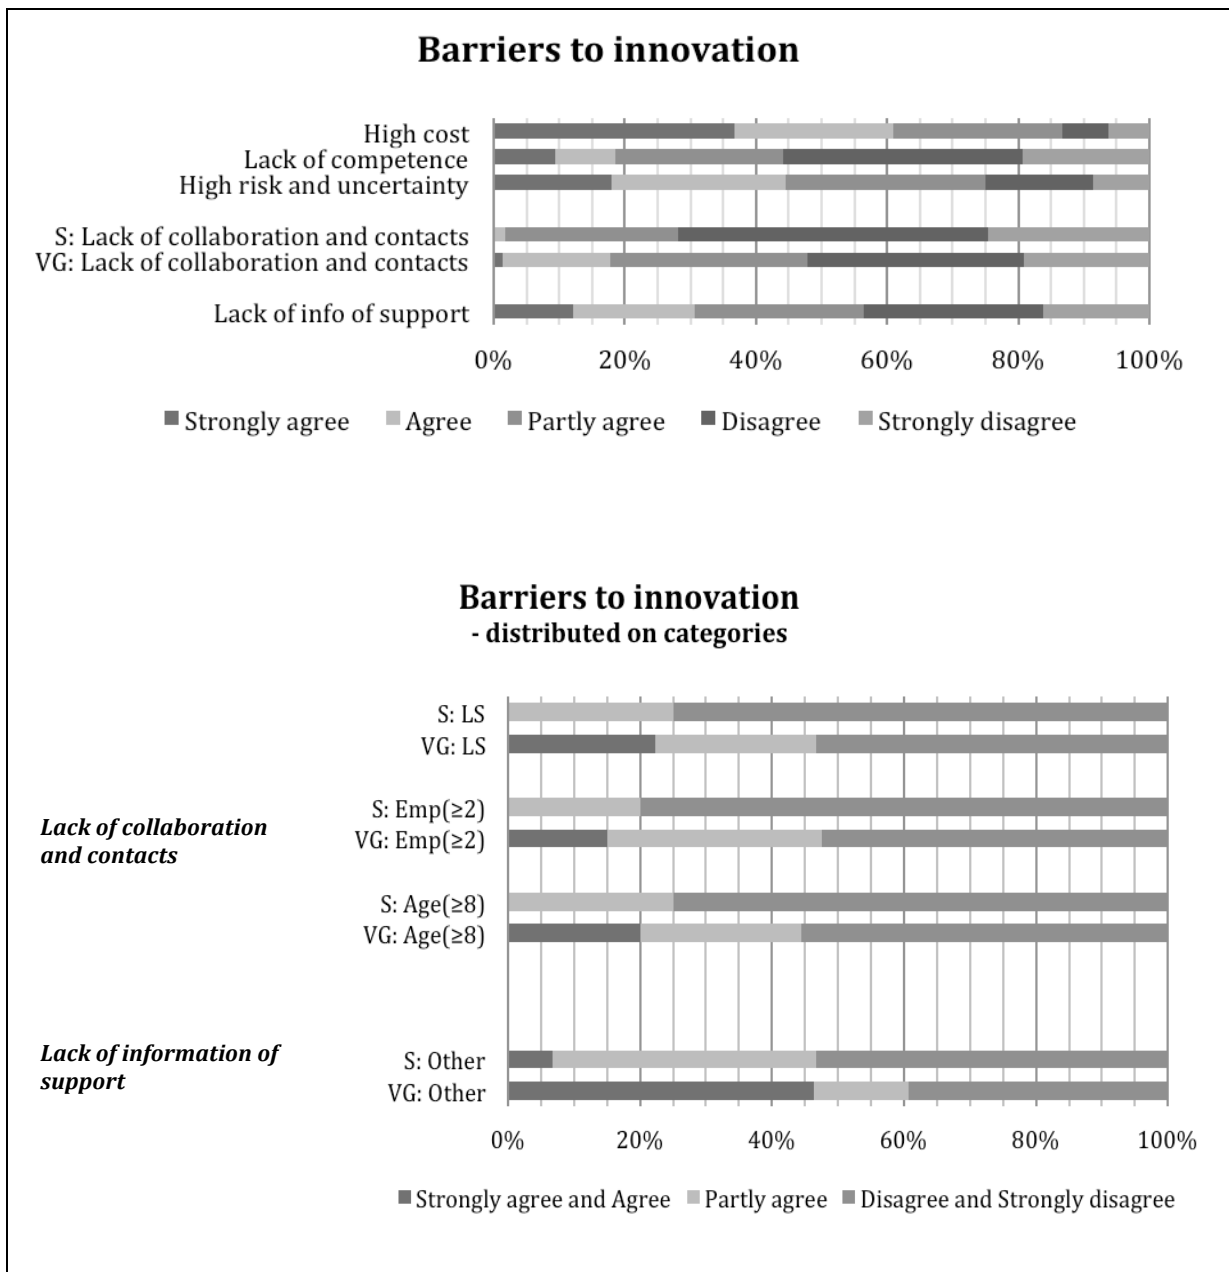 Barriers to innovation
High cost
Lack of competence
High risk and uncertainty
S: Lack of collaboration and contacts
VG: Lack of collaboration and contacts
Lack of info of support
0% 20% 40% 60% 80% 100%
Strongly agree Agree Partly agree Disagree Strongly disagree
Barriers to innovation
- distributed on categories
S: LS
VG: LS
Lack of collaboration
and contacts
S: Emp(≥2)
VG: Emp(≥2)
S: Age(≥8)
VG: Age(≥8)
Lack of information of
support
S: Other
VG: Other
0% 20% 40% 60% 80% 100%
Strongly agree and Agree Partly agree Disagree and Strongly disagree